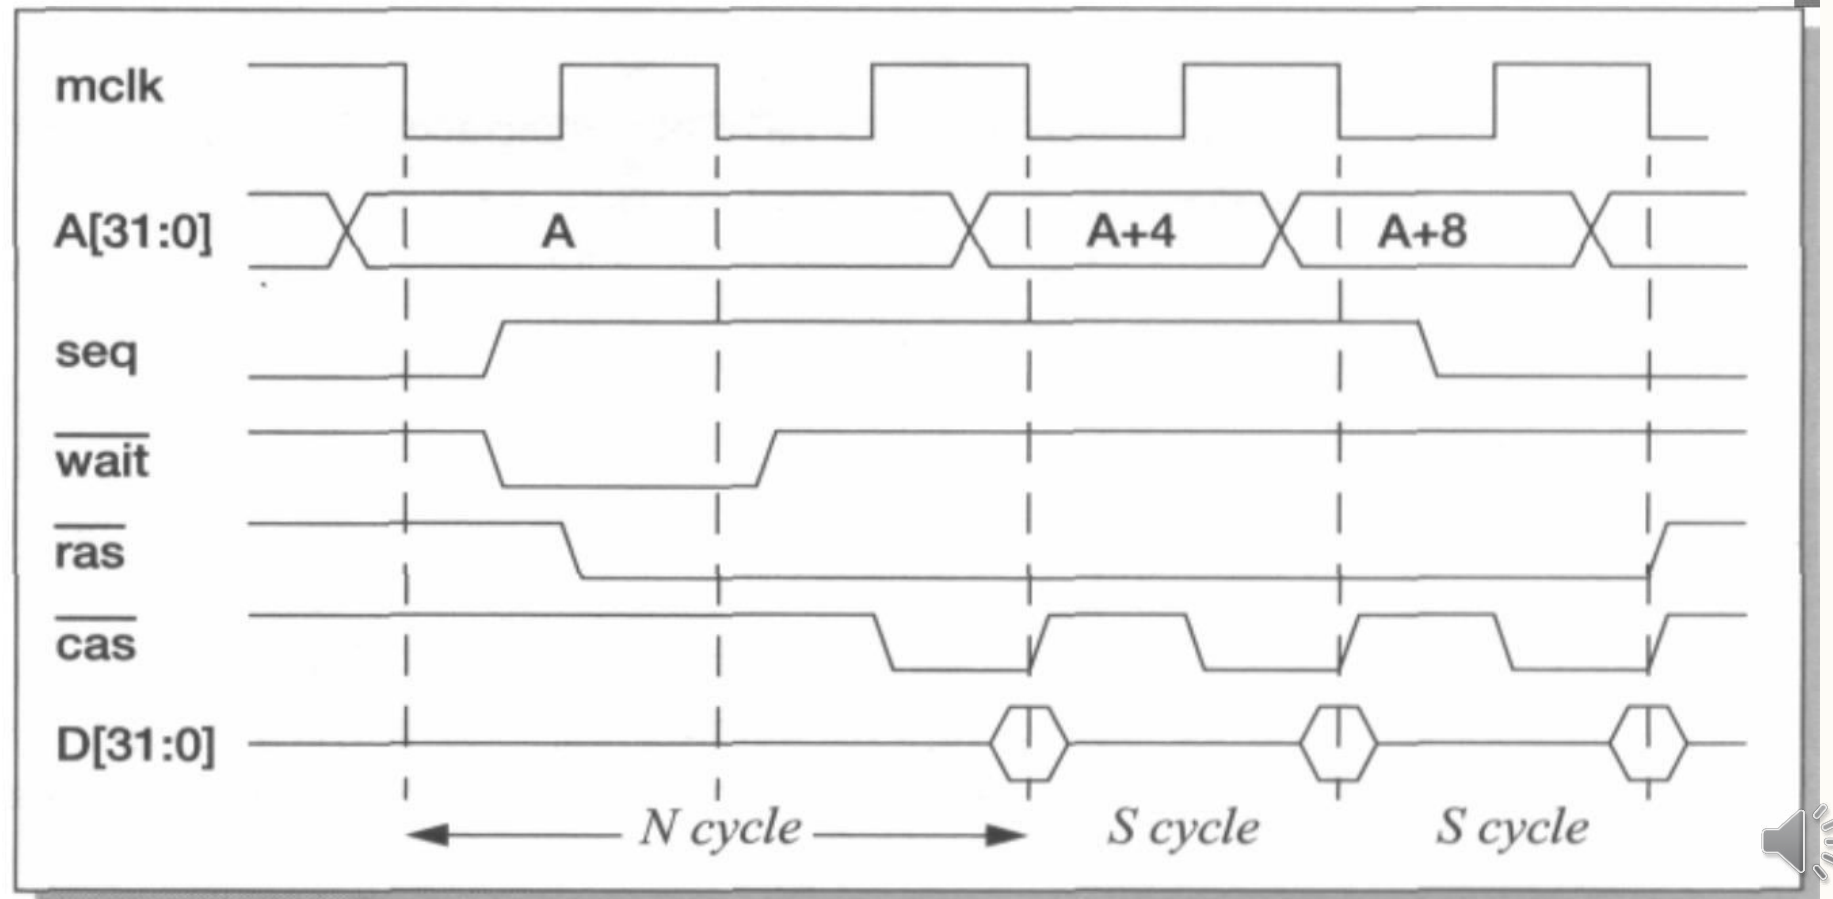 mclk
A[31:0] A A+4 A+8
seq
wait
ras
cas
D[31:0]
N cycle S cycle S cycle